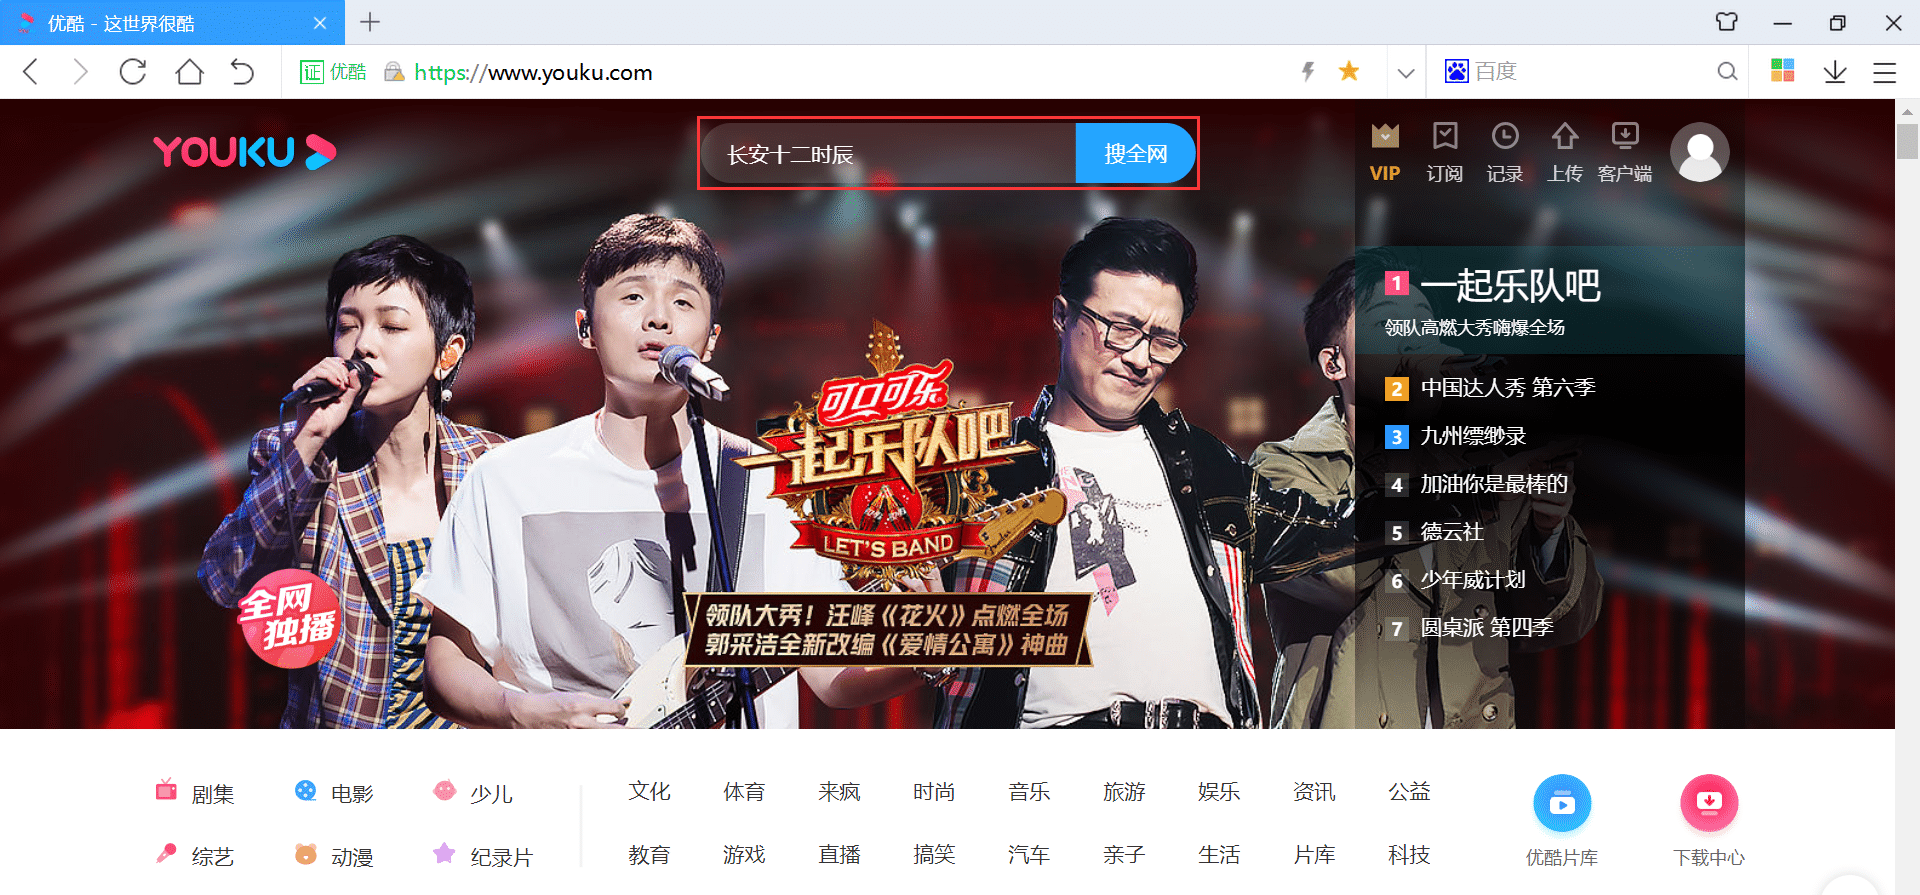 优酷 - 这世界很酷
证 优酷 https://www.youku.com
百度
YOUKU
长安十二时辰 搜全网
VIP 订阅 记录 上传 客户端
1 一起乐队吧
领队高燃大秀嗨爆全场
2 中国达人秀 第六季
3 九州缥缈录
4 加油你是最棒的
5 德云社
6 少年威计划
7 圆桌派 第四季
可口可乐
一起乐队吧
LET'S BAND
全网
独播
领队大秀！汪峰《花火》点燃全场
郭采洁全新改编《爱情公寓》神曲
剧集 电影 少儿 文化 体育 来疯 时尚 音乐 旅游 娱乐 资讯 公益
综艺 动漫 纪录片 教育 游戏 直播 搞笑 汽车 亲子 生活 片库 科技
优酷片库 下载中心